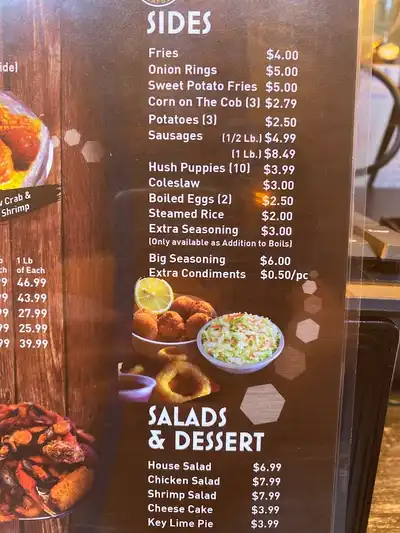 SIDES
Fries $4.00
Onion Rings $5.00
Sweet Potato Fries $5.00
Corn on The Cob (3) $2.79
Potatoes (3) $2.50
Sausages (1/2 Lb.) $4.99
(1 Lb.) $8.49
Hush Puppies (10) $3.99
Coleslaw $3.00
Boiled Eggs (2) $2.50
Steamed Rice $2.00
Extra Seasoning $3.00
(Only available as Addition to Boils)
Big Seasoning $6.00
Extra Condiments $0.50/pc
SALADS
& DESSERT
House Salad $6.99
Chicken Salad $7.99
Shrimp Salad $7.99
Cheese Cake $3.99
Key Lime Pie $3.99
ide)
Crab &
Shrimp
1 Lb
of Each
46.99
43.99
27.99
25.99
39.99